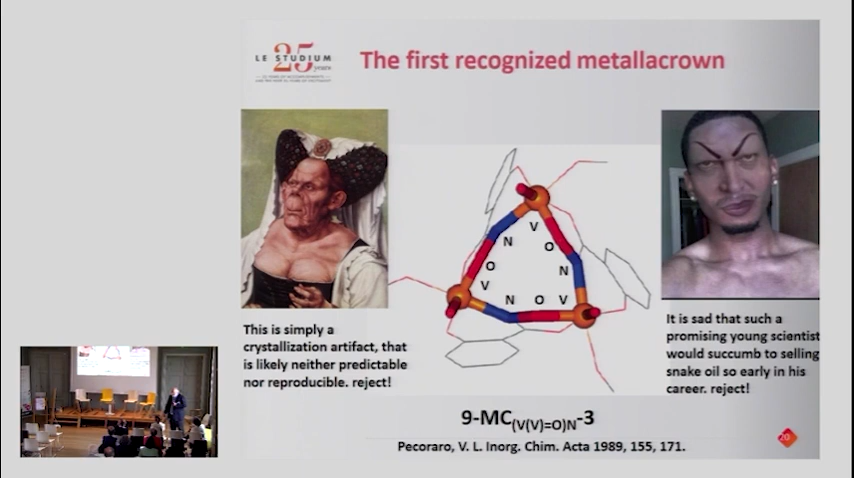 LE STUDIUM
25
years
The first recognized metallacrown
V
N
O
O
N
V
N
O
V
This is simply a
crystallization artifact, that
is likely neither predictable
nor reproducible. reject!
It is sad that such a
promising young scientist
would succumb to selling
snake oil so early in his
career. reject!
9-MC(V(V)=O)N-3
Pecoraro, V. L. Inorg. Chim. Acta 1989, 155, 171.
20